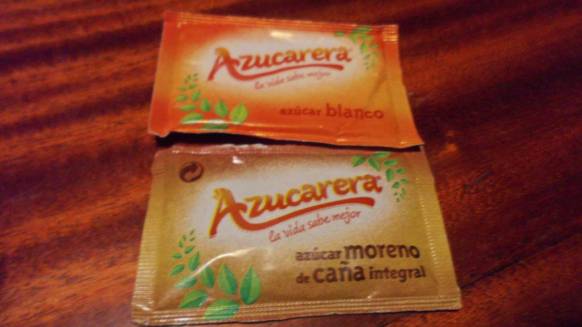 Azucarera
la vida sabe mejor
azúcar blanco
Azucarera
la vida sabe mejor
azúcar moreno
de caña integral